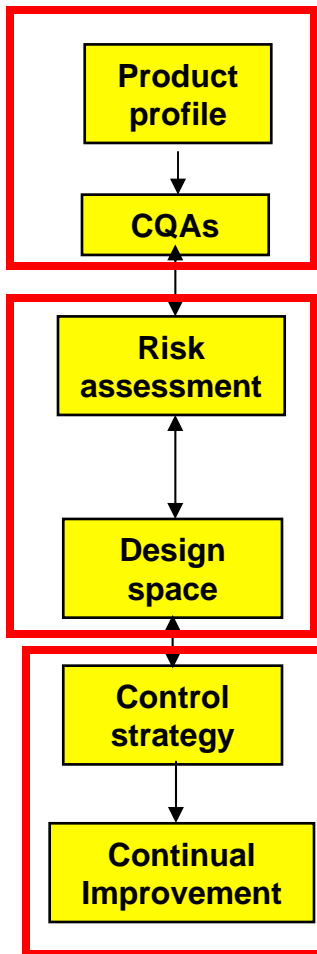 Product
profile
CQAs
Risk
assessment
Design
space
Control
strategy
Continual
Improvement